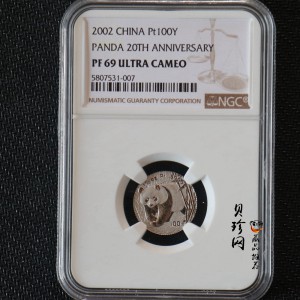 2002 CHINA Pt100Y
PANDA 20TH ANNIVERSARY
PF 69 ULTRA CAMEO
5807531-007
NUMISMATIC GUARANTY CORPORATION
NGC
贝珍网